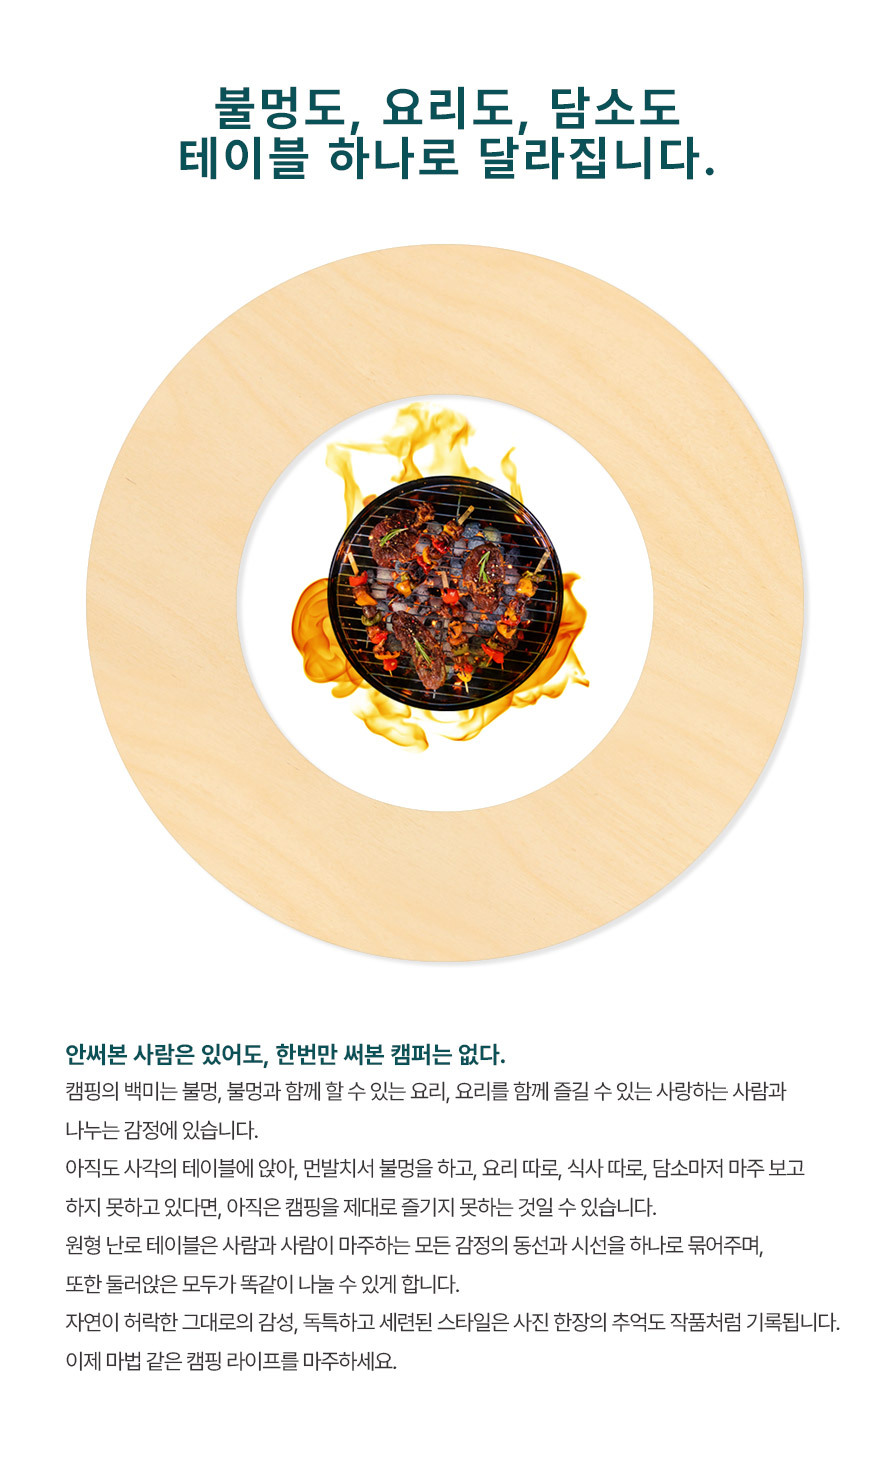 불멍도, 요리도, 담소도
테이블 하나로 달라집니다.
안써본 사람은 있어도, 한번만 써본 캠퍼는 없다.
캠핑의 백미는 불멍, 불멍과 함께 할 수 있는 요리, 요리를 함께 즐길 수 있는 사랑하는 사람과
나누는 감정에 있습니다.
아직도 사각의 테이블에 앉아, 먼발치서 불멍을 하고, 요리 따로, 식사 따로, 담소마저 마주 보고
하지 못하고 있다면, 아직은 캠핑을 제대로 즐기지 못하는 것일 수 있습니다.
원형 난로 테이블은 사람과 사람이 마주하는 모든 감정의 동선과 시선을 하나로 묶어주며,
또한 둘러앉은 모두가 똑같이 나눌 수 있게 합니다.
자연이 허락한 그대로의 감성, 독특하고 세련된 스타일은 사진 한장의 추억도 작품처럼 기록됩니다.
이제 마법 같은 캠핑 라이프를 마주하세요.